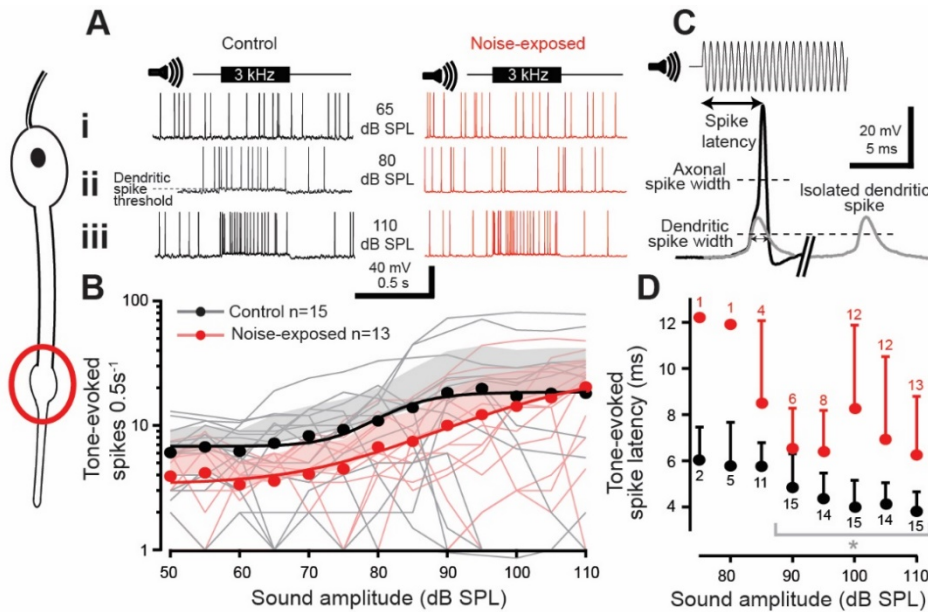 A
Control
Noise-exposed
3 kHz
3 kHz
i
65
dB SPL
ii
80
dB SPL
Dendritic
spike
threshold
iii
110
dB SPL
40 mV
0.5 s
B
Tone-evoked
spikes 0.5s⁻¹
100
10
1
Control n=15
Noise-exposed n=13
50 60 70 80 90 100 110
Sound amplitude (dB SPL)
C
Spike
latency
20 mV
5 ms
Axonal
spike width
Isolated dendritic
spike
Dendritic
spike width
D
Tone-evoked
spike latency (ms)
12
10
8
6
4
1 1 4 6 8 12 12 13
2 5 11 15 14 15 14 15
*
80 90 100 110
Sound amplitude (dB SPL)